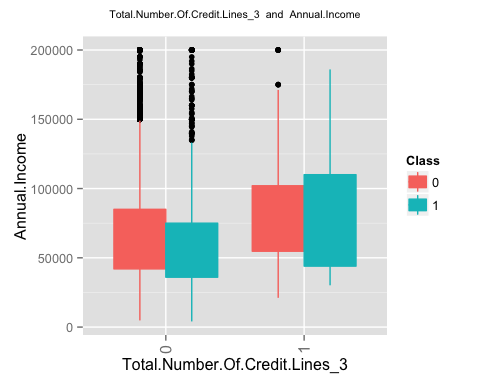 Total.Number.Of.Credit.Lines_3 and Annual.Income
200000
150000
100000
50000
0
Annual.Income
0
1
Total.Number.Of.Credit.Lines_3
Class
0
1